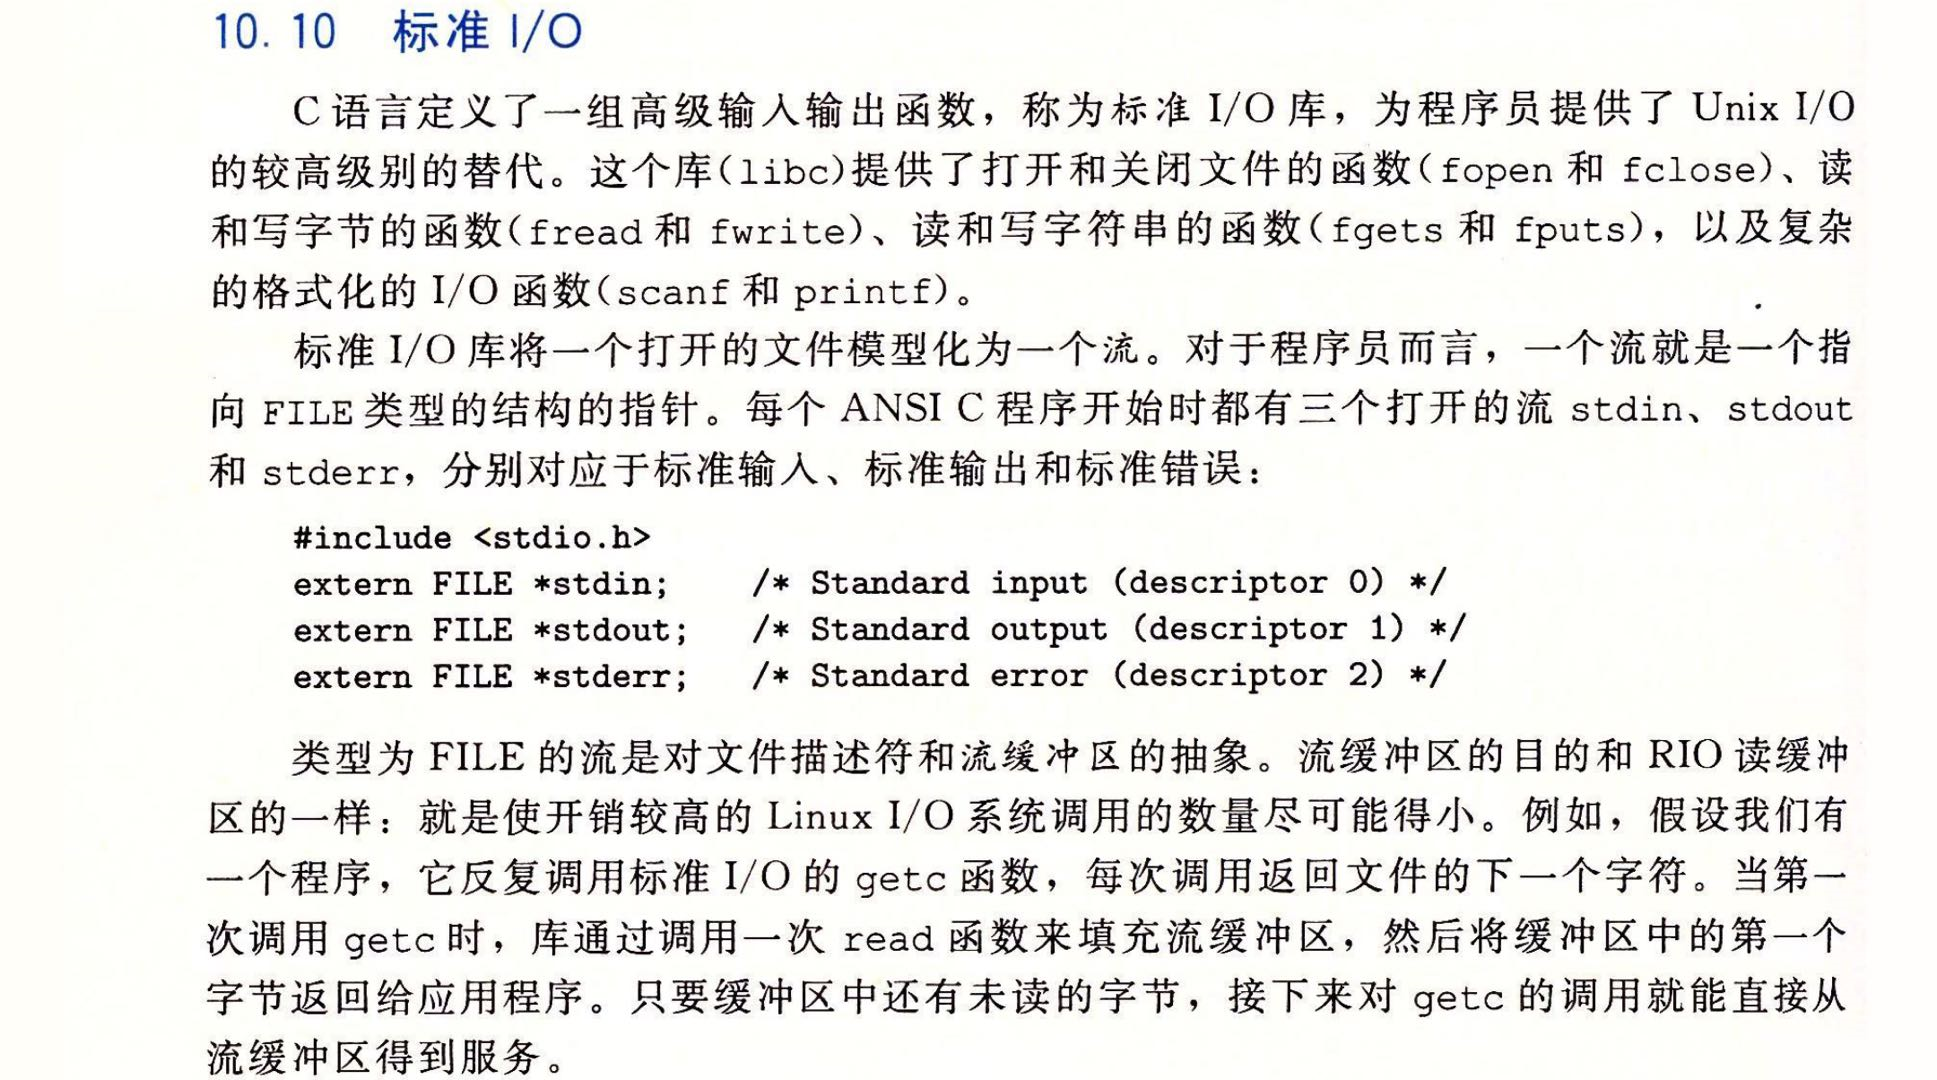 10.10 标准 I/O
C 语言定义了一组高级输入输出函数，称为标准 I/O 库，为程序员提供了 Unix I/O
的较高级别的替代。这个库(libc)提供了打开和关闭文件的函数(fopen 和 fclose)、读
和写字节的函数(fread 和 fwrite)、读和写字符串的函数(fgets 和 fputs)，以及复杂
的格式化的 I/O 函数(scanf 和 printf)。
标准 I/O 库将一个打开的文件模型化为一个流。对于程序员而言，一个流就是一个指
向 FILE 类型的结构的指针。每个 ANSI C 程序开始时都有三个打开的流 stdin、stdout
和 stderr，分别对应于标准输入、标准输出和标准错误：
#include <stdio.h>
extern FILE *stdin; /* Standard input (descriptor 0) */
extern FILE *stdout; /* Standard output (descriptor 1) */
extern FILE *stderr; /* Standard error (descriptor 2) */
类型为 FILE 的流是对文件描述符和流缓冲区的抽象。流缓冲区的目的和 RIO 读缓冲
区的一样：就是使开销较高的 Linux I/O 系统调用的数量尽可能得小。例如，假设我们有
一个程序，它反复调用标准 I/O 的 getc 函数，每次调用返回文件的下一个字符。当第一
次调用 getc 时，库通过调用一次 read 函数来填充流缓冲区，然后将缓冲区中的第一个
字节返回给应用程序。只要缓冲区中还有未读的字节，接下来对 getc 的调用就能直接从
流缓冲区得到服务。